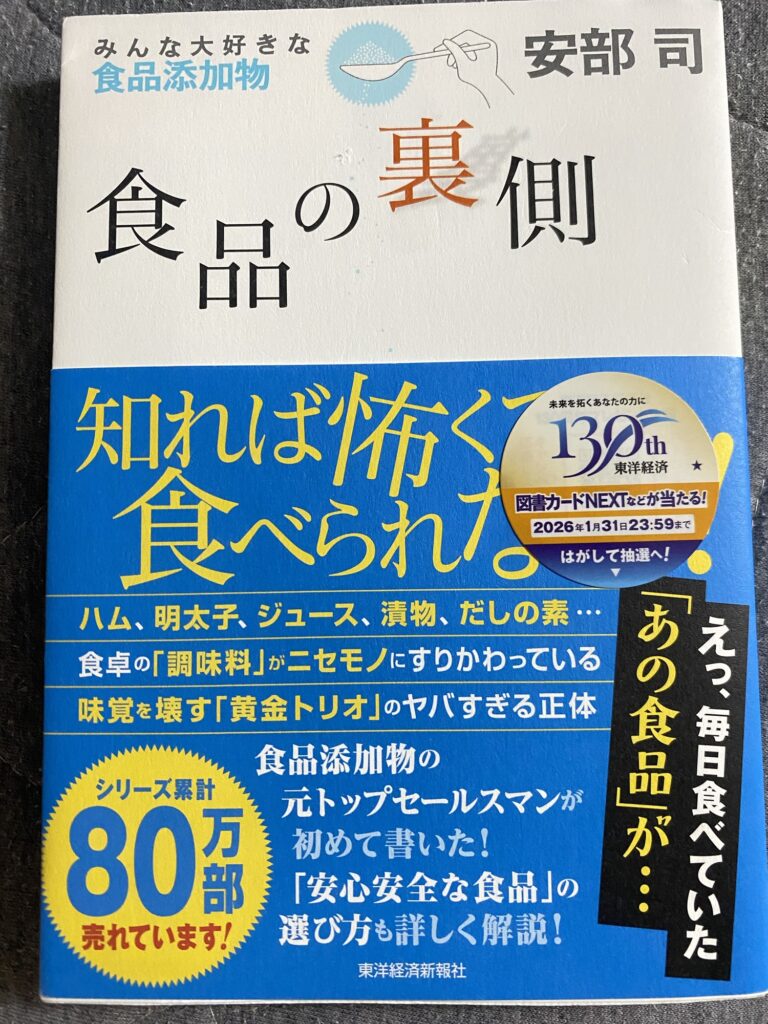 みんな大好きな
食品添加物
安部 司
食品の裏側
知れば怖くて
食べられな
！
未来を拓くあなたの力に
130th
東洋経済
図書カードNEXTなどが当たる!
2026年1月31日23:59まで
はがして抽選へ!
ハム、明太子、ジュース、漬物、だしの素…
食卓の「調味料」がニセモノにすりかわっている
味覚を壊す「黄金トリオ」のヤバすぎる正体
えっ、毎日食べていた
「あの食品」が…
シリーズ累計
80万部
売れています!
食品添加物の
元トップセールスマンが
初めて書いた!
「安心安全な食品」の
選び方も詳しく解説!
東洋経済新報社